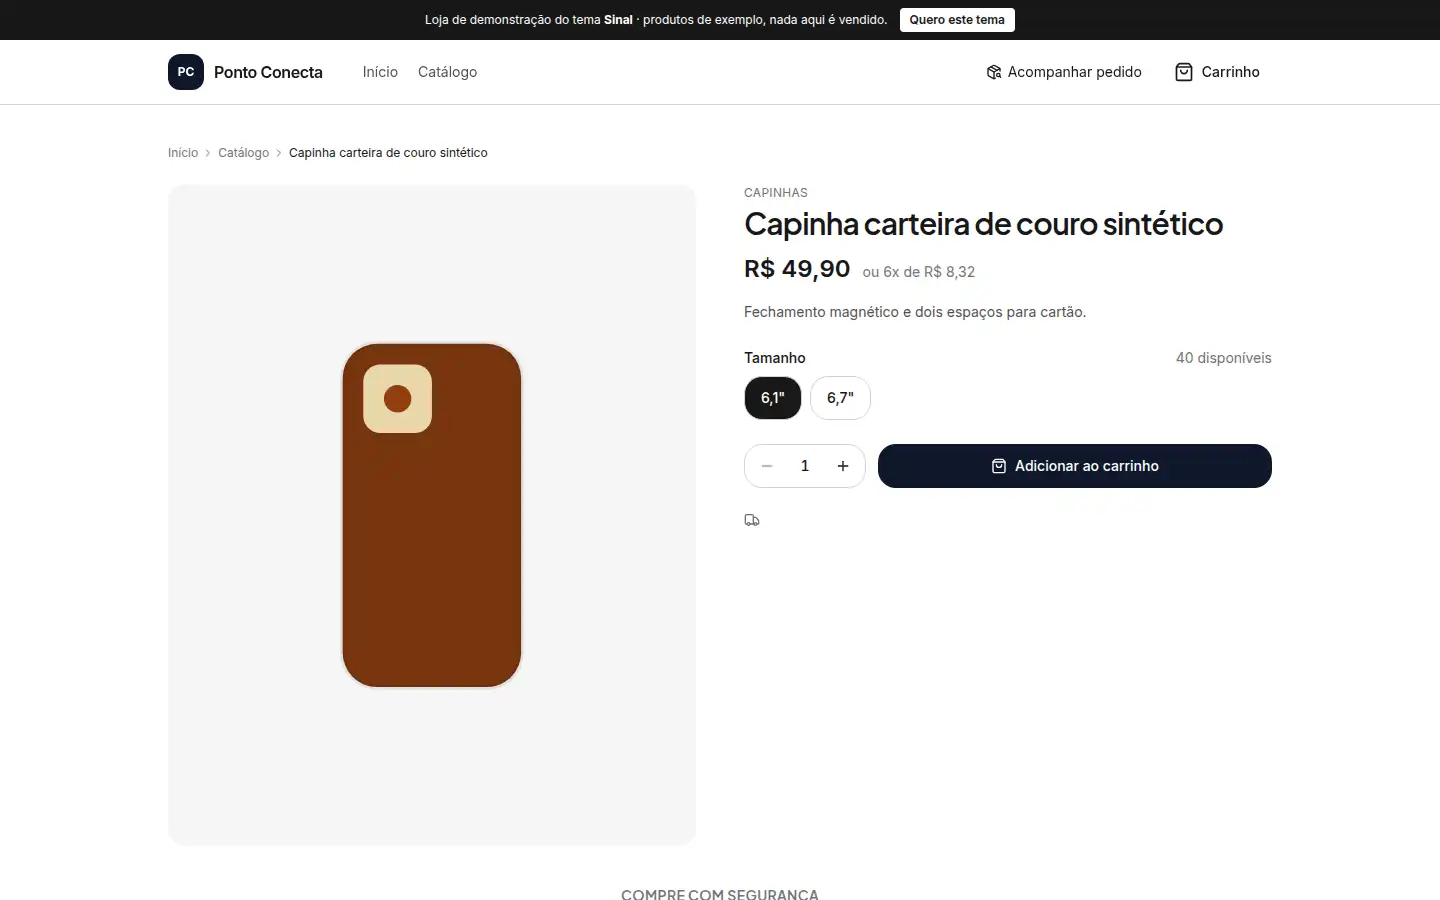 Loja de demonstração do tema Sinal · produtos de exemplo, nada aqui é vendido. Quero este tema
PC Ponto Conecta Início Catálogo Acompanhar pedido Carrinho
Início › Catálogo › Capinha carteira de couro sintético
CAPINHAS
Capinha carteira de couro sintético
R$ 49,90 ou 6x de R$ 8,32
Fechamento magnético e dois espaços para cartão.
Tamanho 40 disponíveis
6,1" 6,7"
− 1 + Adicionar ao carrinho
COMPRE COM SEGURANÇA